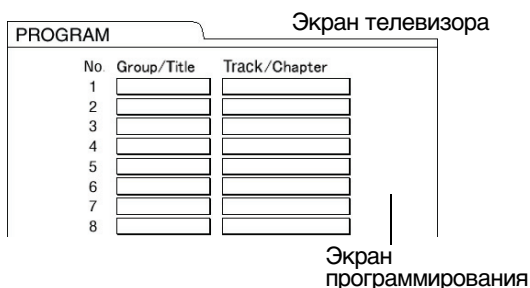 Экран телевизора
PROGRAM
No. Group/Title Track/Chapter
1
2
3
4
5
6
7
8
Экран
программирования